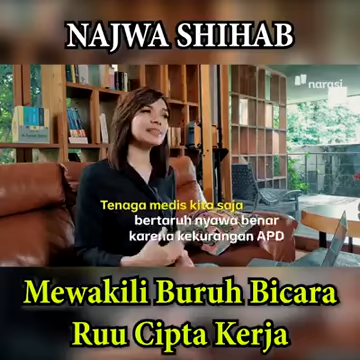 NAJWA SHIHAB
narasi
Tenaga medis kita saja
bertaruh nyawa benar
karena kekurangan APD
Mewakili Buruh Bicara
Ruu Cipta Kerja